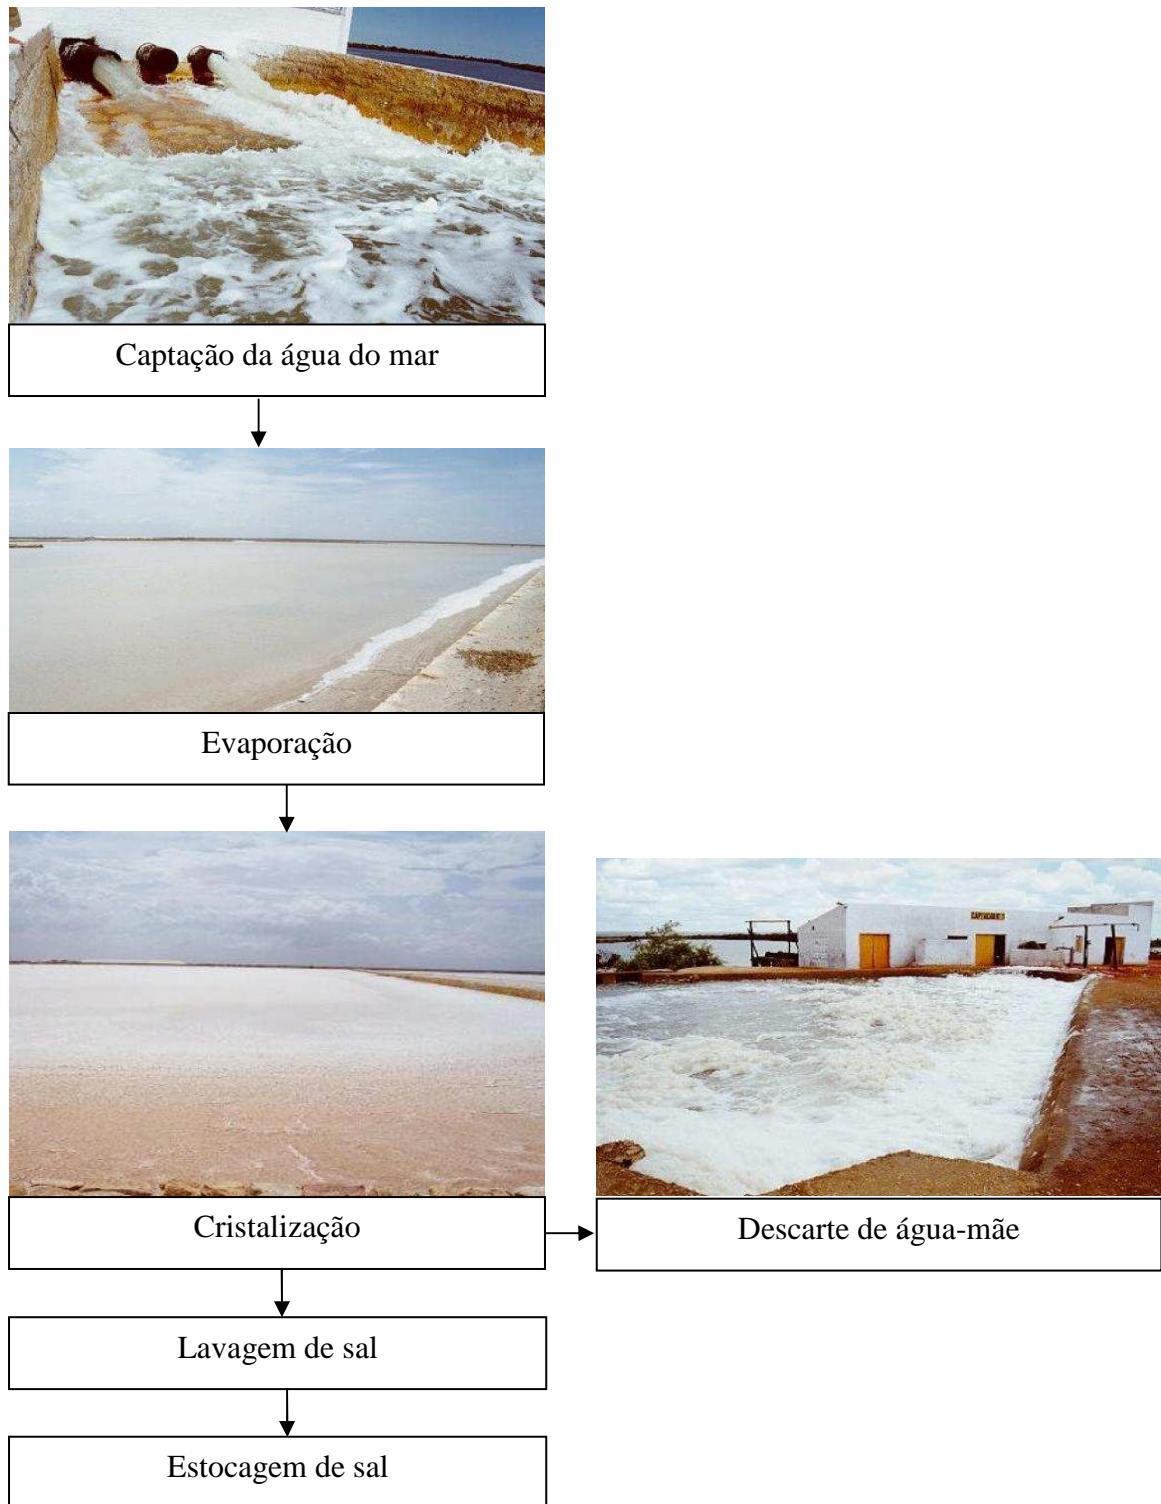 Captação da água do mar
Evaporação
Cristalização
Descarte de água-mãe
Lavagem de sal
Estocagem de sal